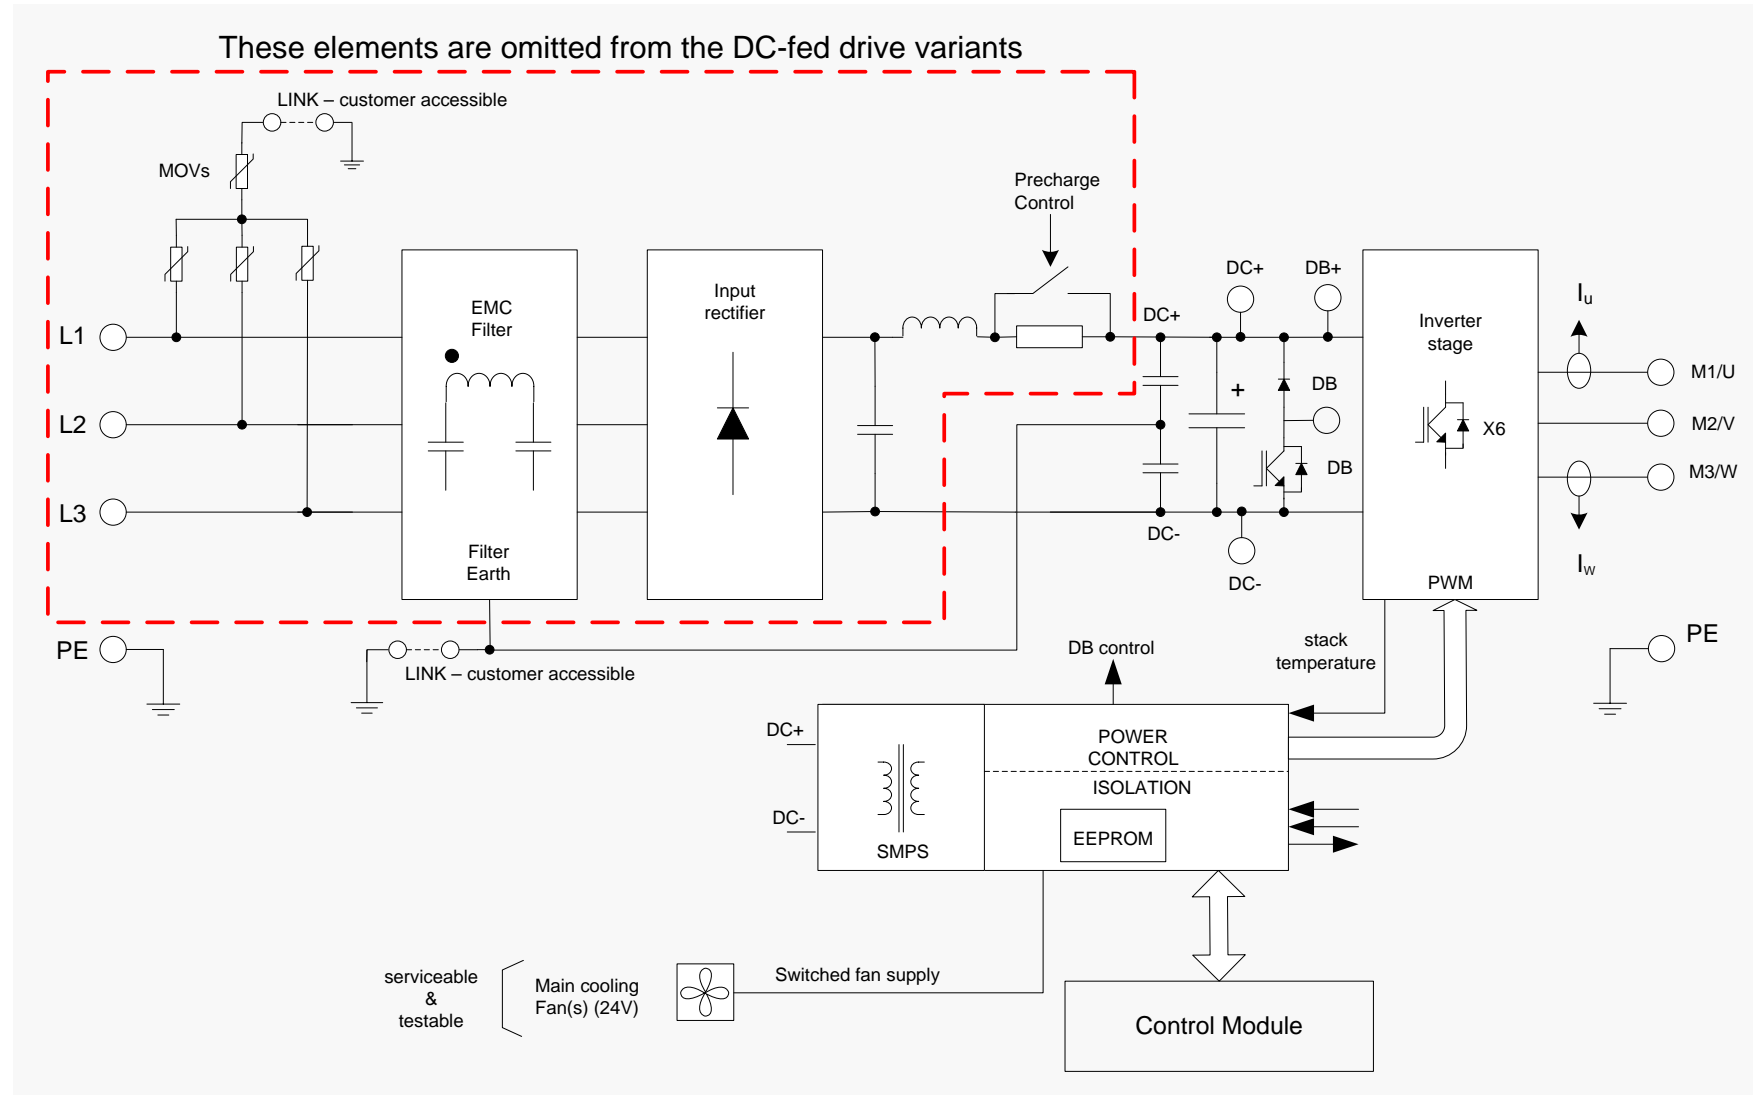 These elements are omitted from the DC-fed drive variants
LINK – customer accessible
MOVs
Precharge
Control
EMC
Filter
Input
rectifier
DC+
DC+
DB+
Inverter
stage
Iu
L1
L2
L3
+
DB
DB
X6
M1/U
M2/V
M3/W
Filter
Earth
DC-
DC-
PWM
Iw
PE
LINK – customer accessible
DB control
stack
temperature
PE
DC+
DC-
SMPS
POWER
CONTROL
ISOLATION
EEPROM
serviceable
&
testable
Main cooling
Fan(s) (24V)
Switched fan supply
Control Module